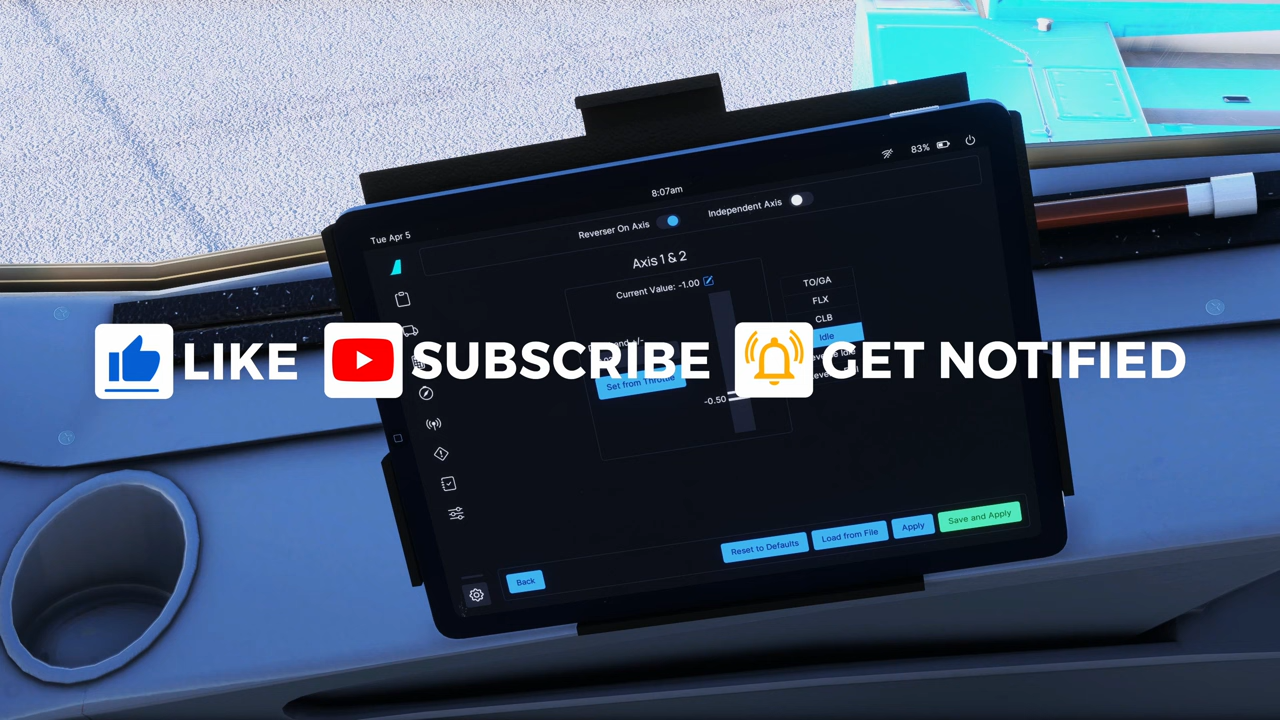 83%
8:07am
Tue Apr 5
Reverser On Axis
Independent Axis
Axis 1 & 2
Current Value: -1.00
TO/GA
FLX
CLB
Idle
LIKE
SUBSCRIBE
GET NOTIFIED
Set from Throttle
-0.50
Reset to Defaults
Load from File
Apply
Save and Apply
Back